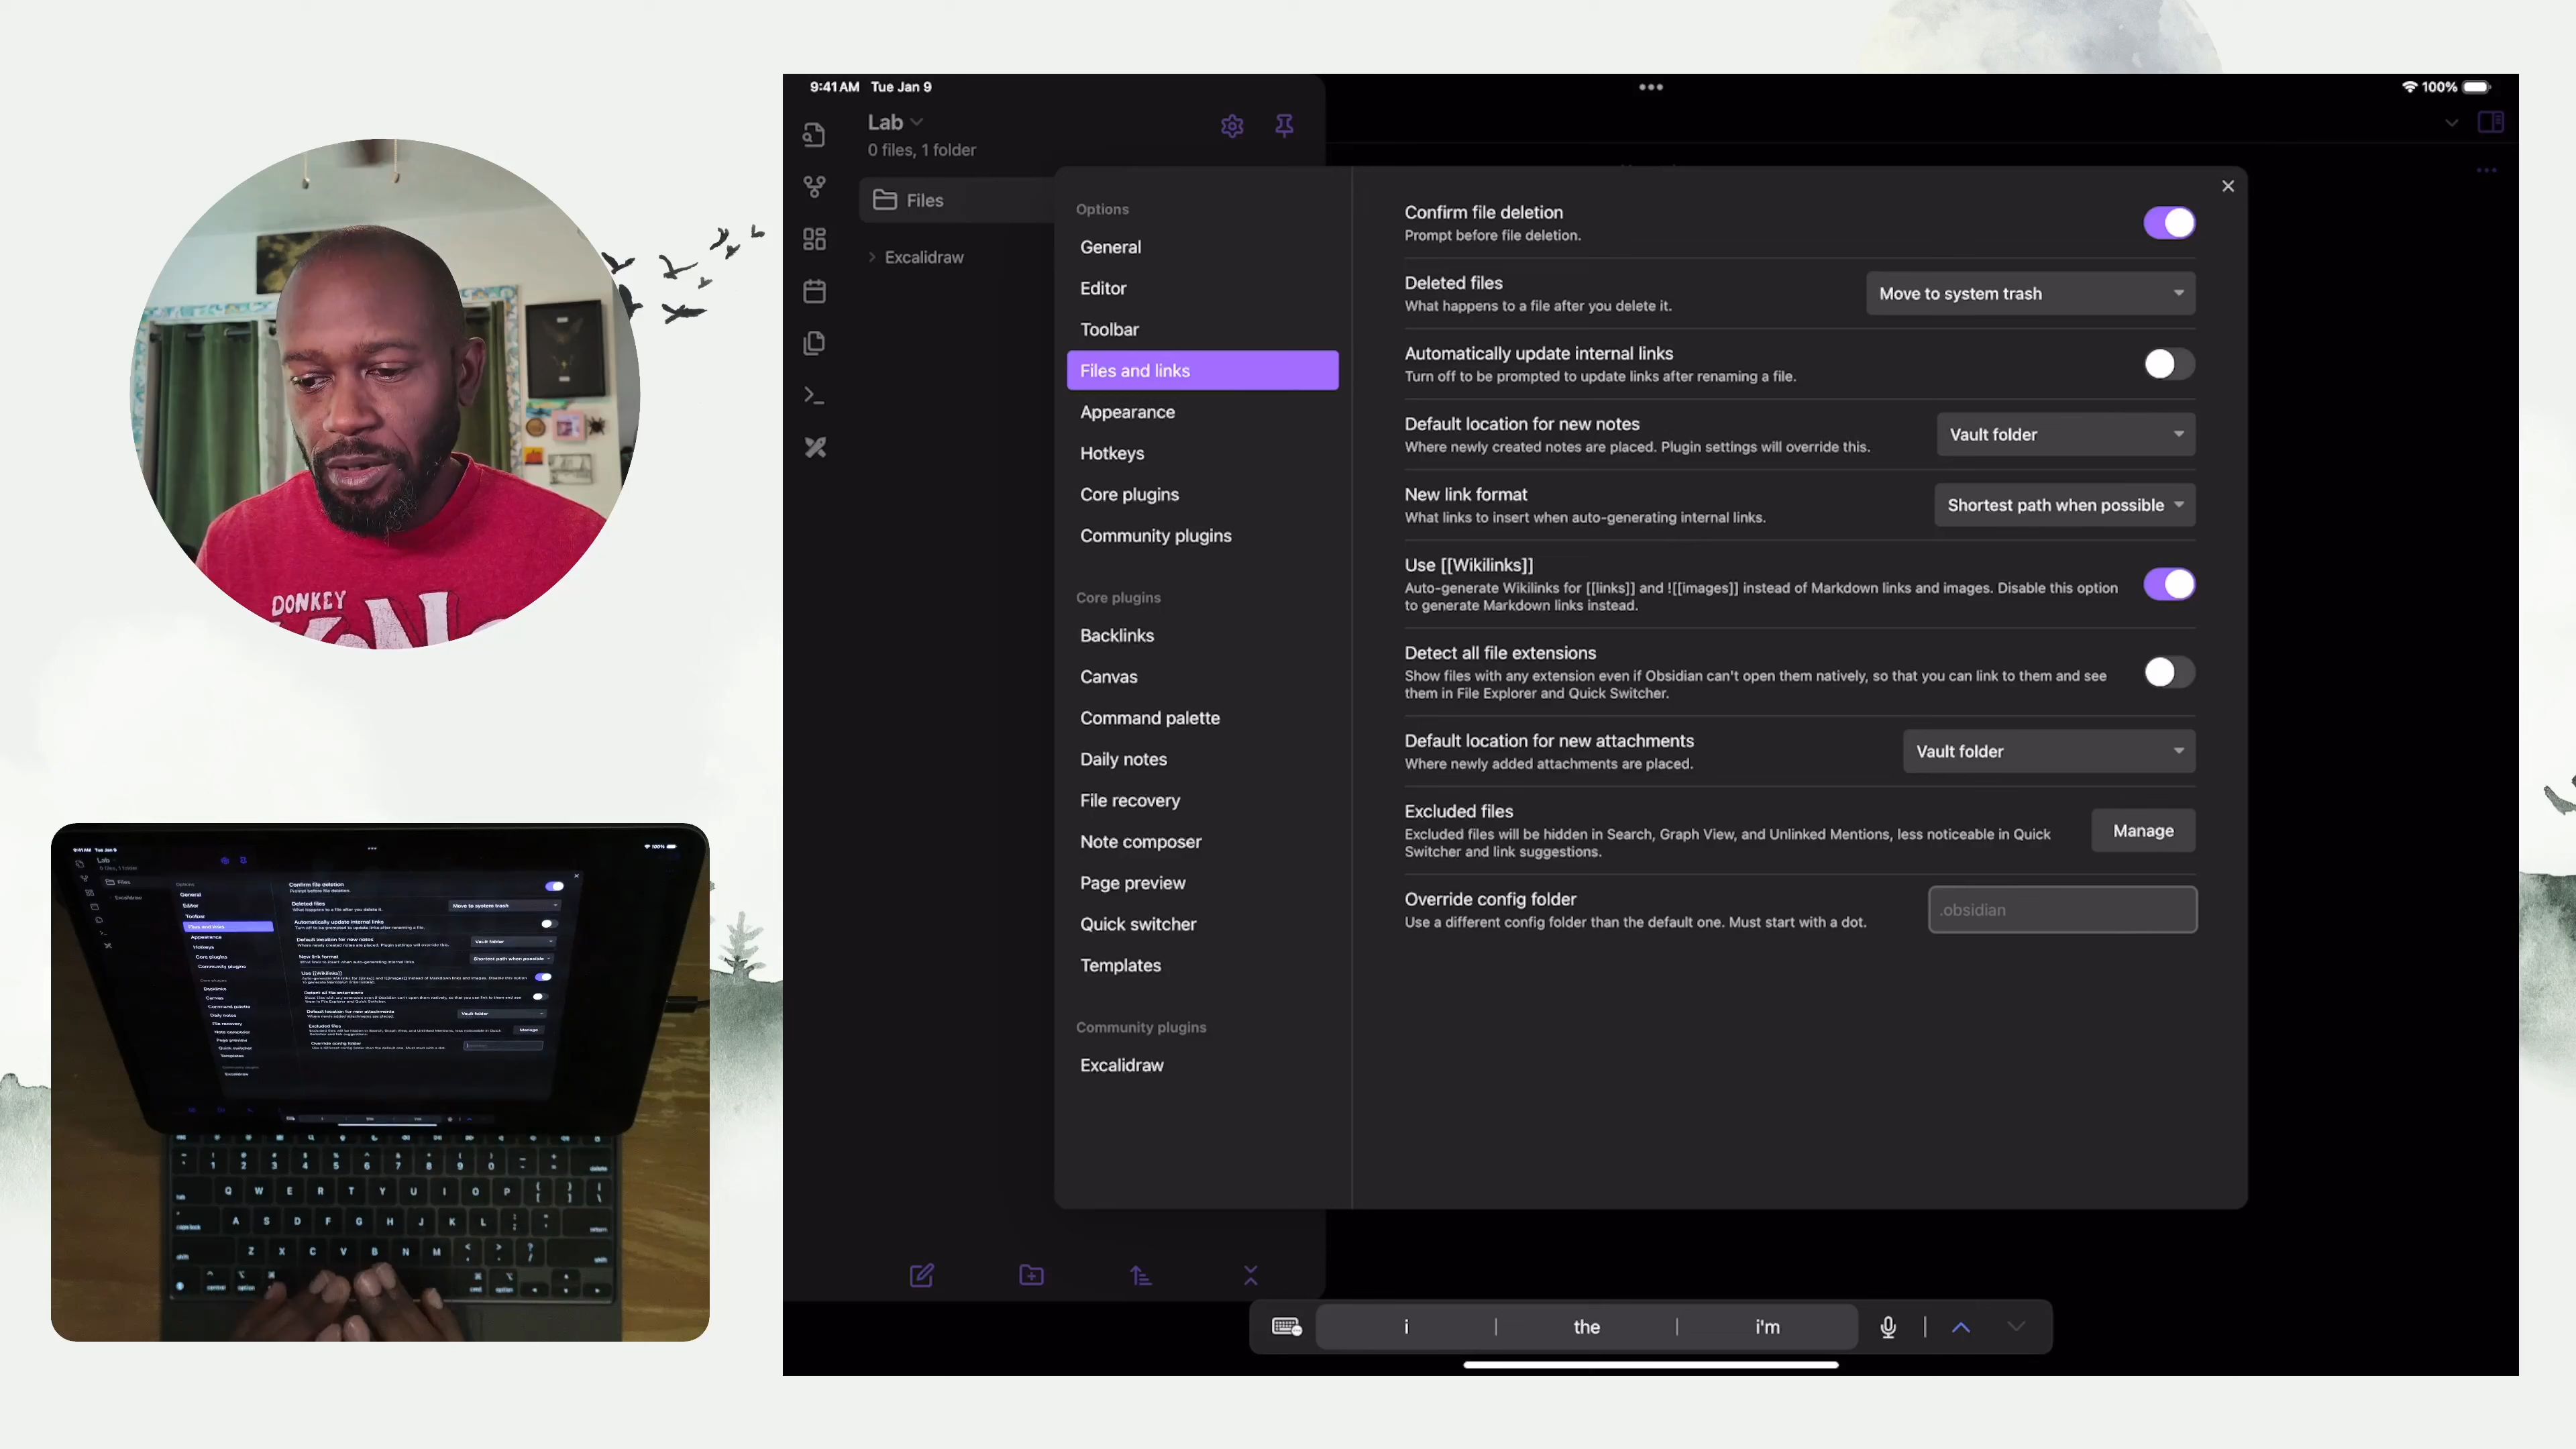 9:41 AM Tue Jan 9
100%
Lab
0 files, 1 folder
Files
Excalidraw
Options
General
Editor
Toolbar
Files and links
Appearance
Hotkeys
Core plugins
Community plugins
Core plugins
Backlinks
Canvas
Command palette
Daily notes
File recovery
Note composer
Page preview
Quick switcher
Templates
Community plugins
Excalidraw
Confirm file deletion
Prompt before file deletion.
Deleted files
What happens to a file after you delete it.
Move to system trash
Automatically update internal links
Turn off to be prompted to update links after renaming a file.
Default location for new notes
Where newly created notes are placed. Plugin settings will override this.
Vault folder
New link format
What links to insert when auto-generating internal links.
Shortest path when possible
Use [[Wikilinks]]
Auto-generate Wikilinks for [[links]] and ![[images]] instead of Markdown links and images. Disable this option
to generate Markdown links instead.
Detect all file extensions
Show files with any extension even if Obsidian can't open them natively, so that you can link to them and see
them in File Explorer and Quick Switcher.
Default location for new attachments
Where newly added attachments are placed.
Vault folder
Excluded files
Excluded files will be hidden in Search, Graph View, and Unlinked Mentions, less noticeable in Quick
Switcher and link suggestions.
Manage
Override config folder
Use a different config folder than the default one. Must start with a dot.
.obsidian
i
the
i'm
DONKEY